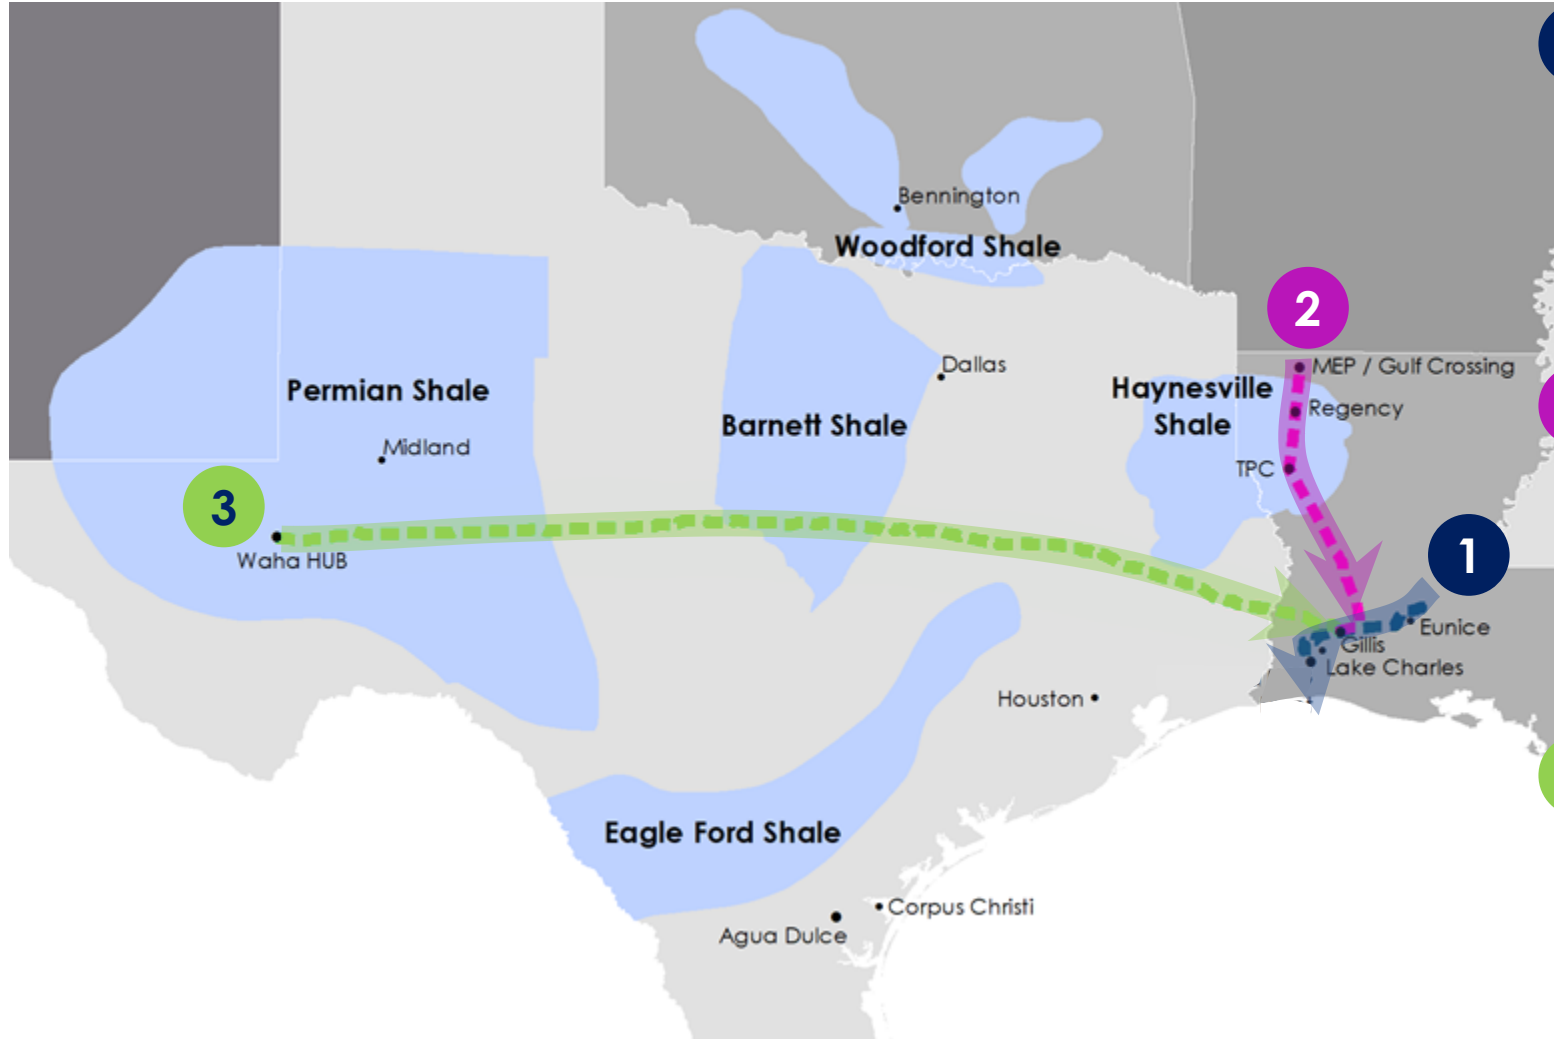 Bennington
Woodford Shale
2
MEP / Gulf Crossing
Dallas
Permian Shale
Haynesville
Shale
Regency
Barnett Shale
Midland
TPC
3
Waha HUB
1
Eunice
Gillis
Lake Charles
Houston
Eagle Ford Shale
Corpus Christi
Agua Dulce